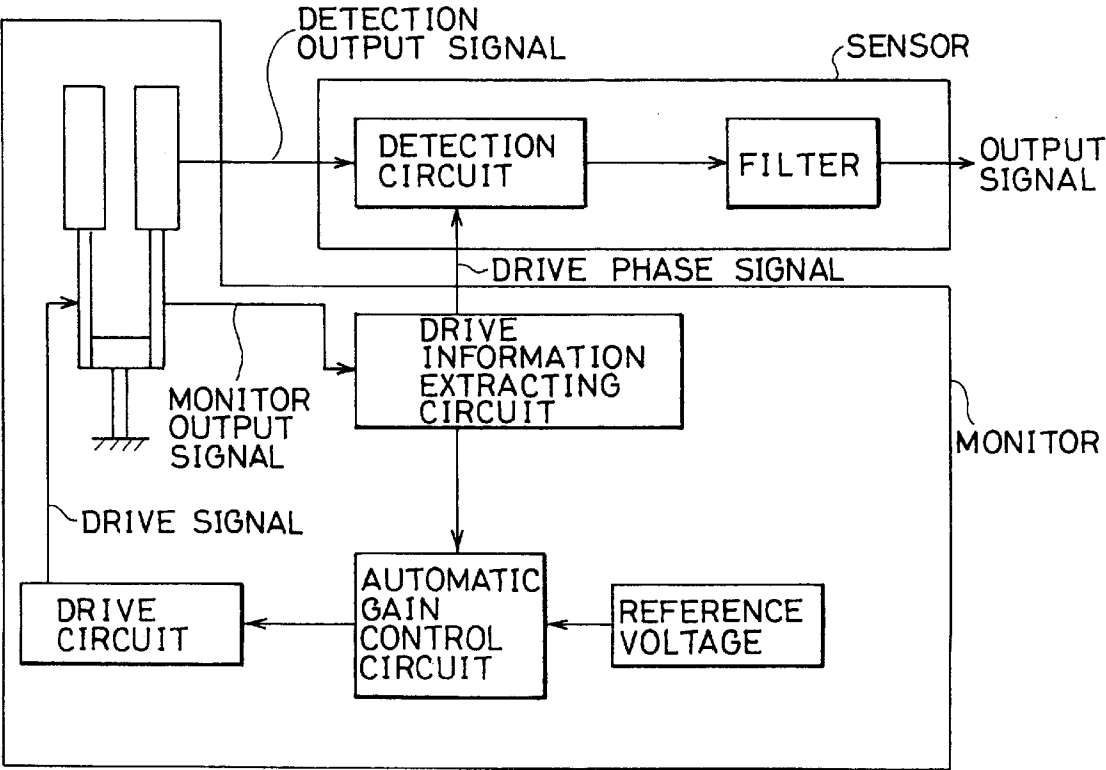 DETECTION
OUTPUT SIGNAL
SENSOR
DETECTION
CIRCUIT
FILTER
OUTPUT
SIGNAL
DRIVE PHASE SIGNAL
DRIVE
INFORMATION
EXTRACTING
CIRCUIT
MONITOR
OUTPUT
SIGNAL
MONITOR
DRIVE SIGNAL
AUTOMATIC
GAIN
CONTROL
CIRCUIT
REFERENCE
VOLTAGE
DRIVE
CIRCUIT